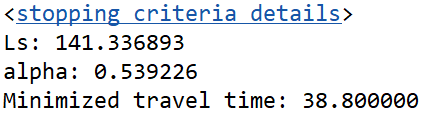 <stopping criteria details>
Ls: 141.336893
alpha: 0.539226
Minimized travel time: 38.800000